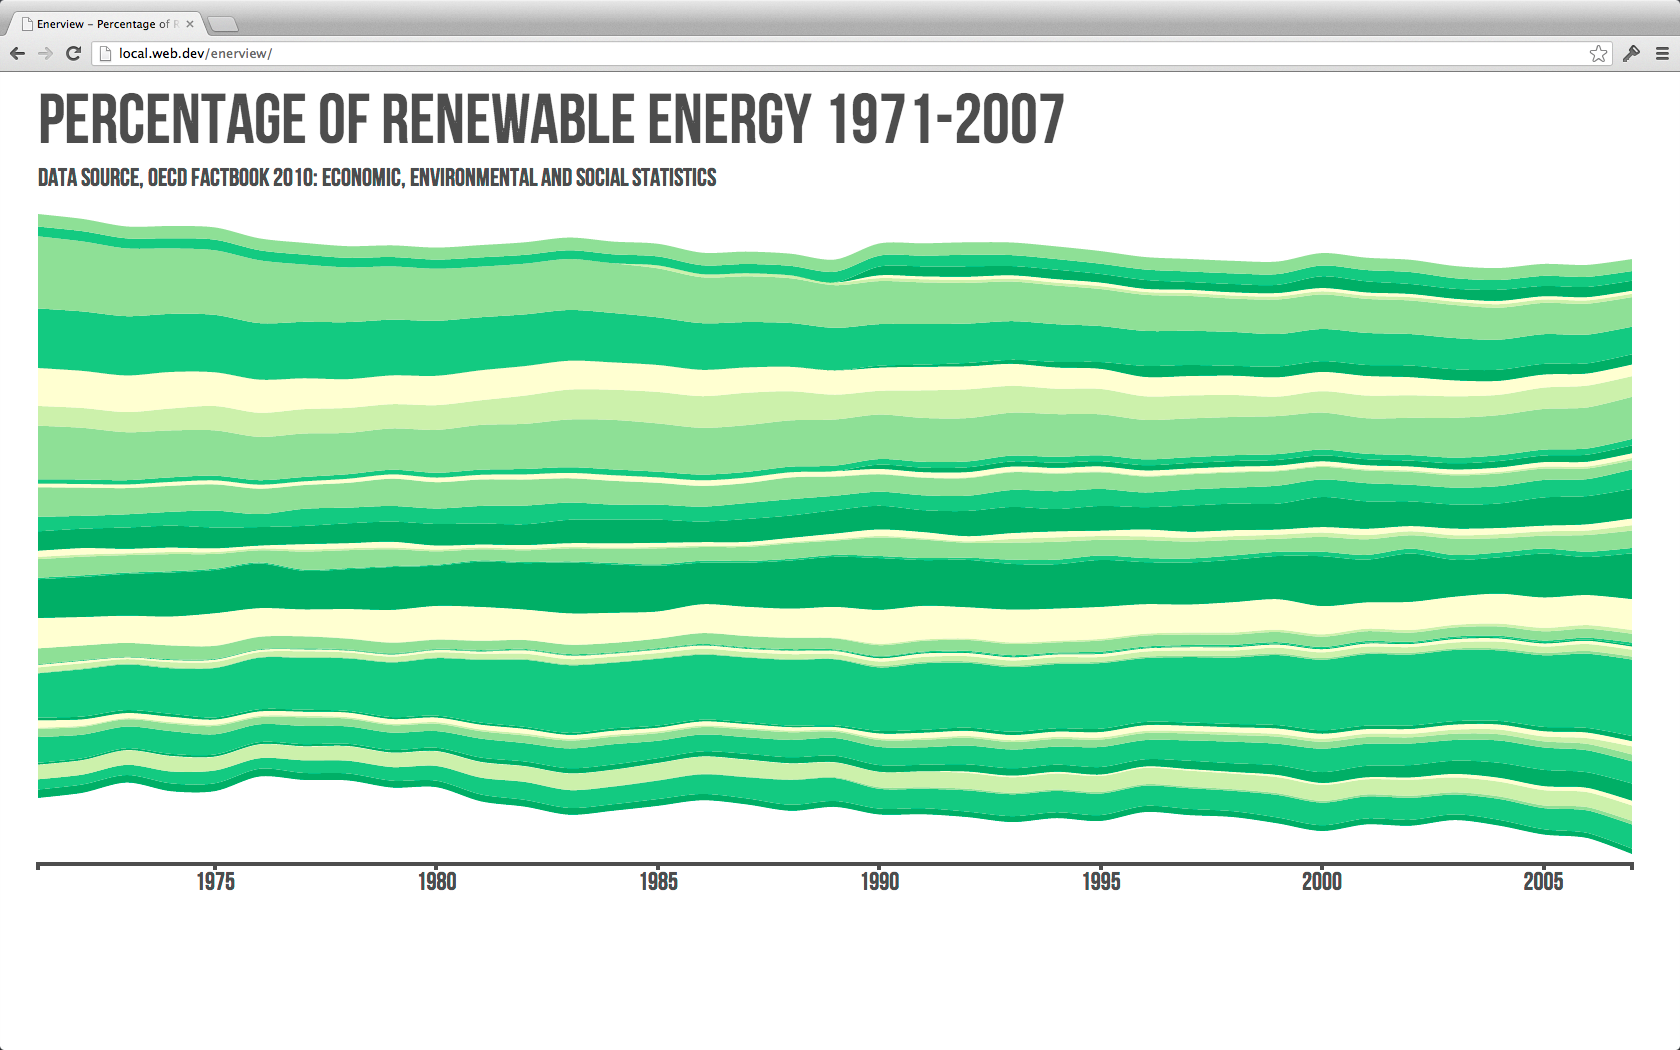 Enerview – Percentage of R
local.web.dev/enerview/
PERCENTAGE OF RENEWABLE ENERGY 1971-2007
DATA SOURCE, OECD FACTBOOK 2010: ECONOMIC, ENVIRONMENTAL AND SOCIAL STATISTICS
1975 1980 1985 1990 1995 2000 2005